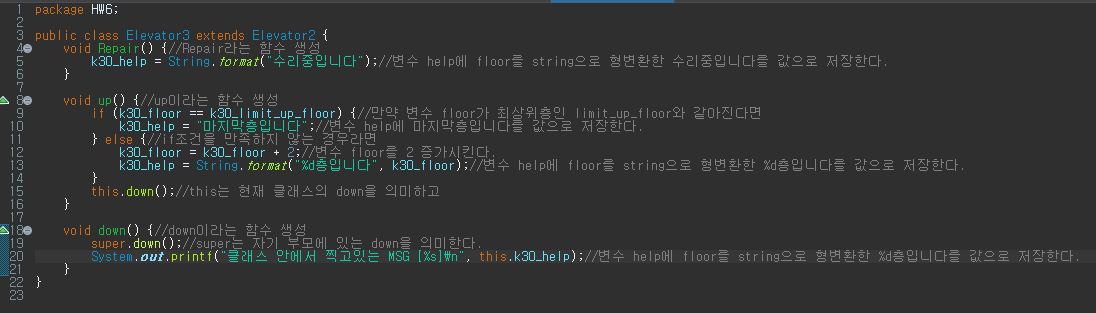 1 package HW6;
2
3 public class Elevator3 extends Elevator2 {
4 void Repair() {//Repair라는 함수 생성
5 k30_help = String.format("수리중입니다");//변수 help에 floor를 string으로 형변환한 수리중입니다를 값으로 저장한다.
6 }
7
8 void up() {//up이라는 함수 생성
9 if (k30_floor == k30_limit_up_floor) {//만약 변수 floor가 최상위층인 limit_up_floor와 같아진다면
10 k30_help = "마지막층입니다";//변수 help에 마지막층입니다를 값으로 저장한다.
11 } else {//if조건을 만족하지 않는 경우라면
12 k30_floor = k30_floor + 2;//변수 floor를 2 증가시킨다.
13 k30_help = String.format("%d층입니다", k30_floor);//변수 help에 floor를 string으로 형변환한 %d층입니다를 값으로 저장한다.
14 }
15 this.down();//this는 현재 클래스의 down을 의미하고
16 }
17
18 void down() {//down이라는 함수 생성
19 super.down();//super는 자기 부모에 있는 down을 의미한다.
20 System.out.printf("클래스 안에서 찍고있는 MSG [%s]\n", this.k30_help);//변수 help에 floor를 string으로 형변환한 %d층입니다를 값으로 저장한다.
21 }
22 }
23